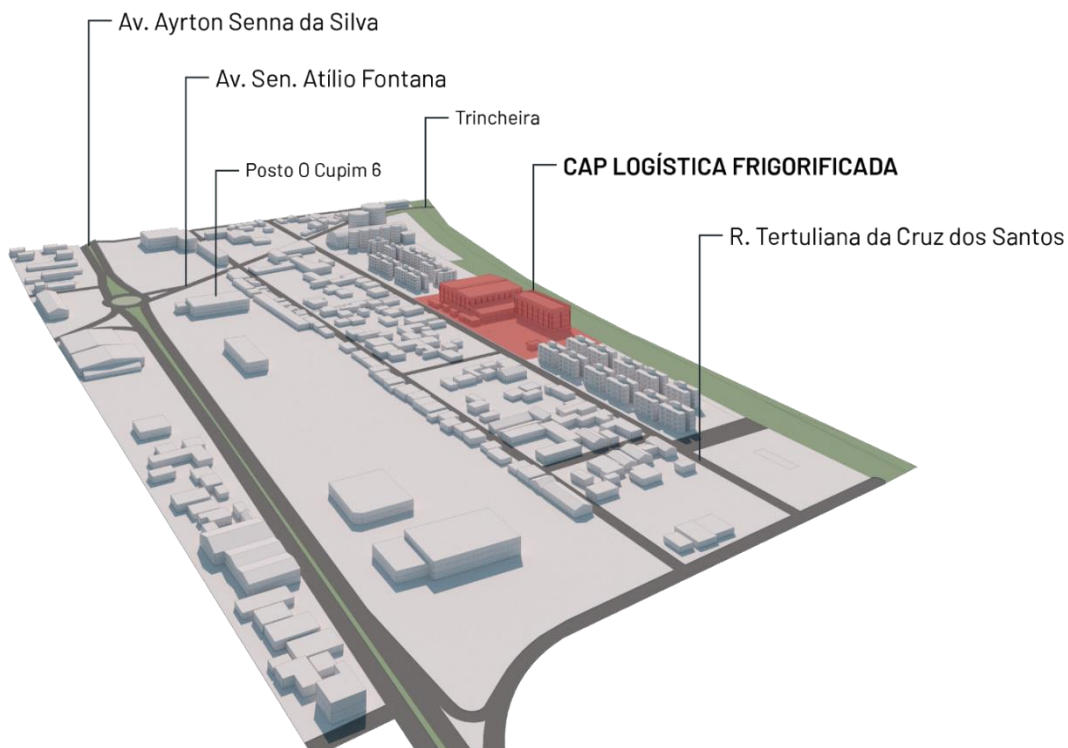 Av. Ayrton Senna da Silva
Av. Sen. Atílio Fontana
Trincheira
Posto O Cupim 6
CAP LOGÍSTICA FRIGORIFICADA
R. Tertuliana da Cruz dos Santos